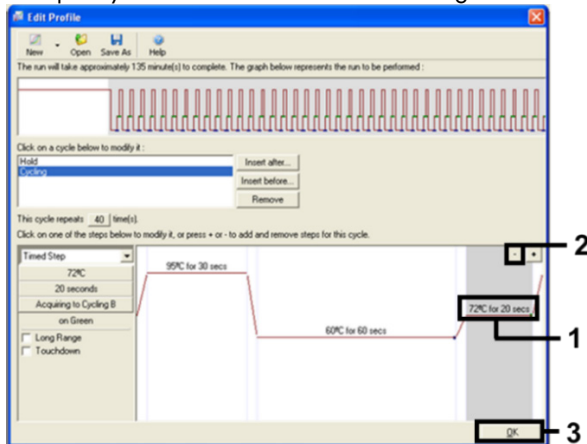 Edit Profile
New Open Save As Help
The run will take approximately 135 minute(s) to complete. The graph below represents the run to be performed :
Click on a cycle below to modify it :
Hold
Cycling
Insert after...
Insert before...
Remove
This cycle repeats 40 time(s).
Click on one of the steps below to modify it, or press + or - to add and remove steps for this cycle.
Timed Step
- + 2
72ºC
20 seconds
Acquiring to Cycling B
on Green
Long Range
Touchdown
95ºC for 30 secs
60ºC for 60 secs
72ºC for 20 secs
1
OK 3